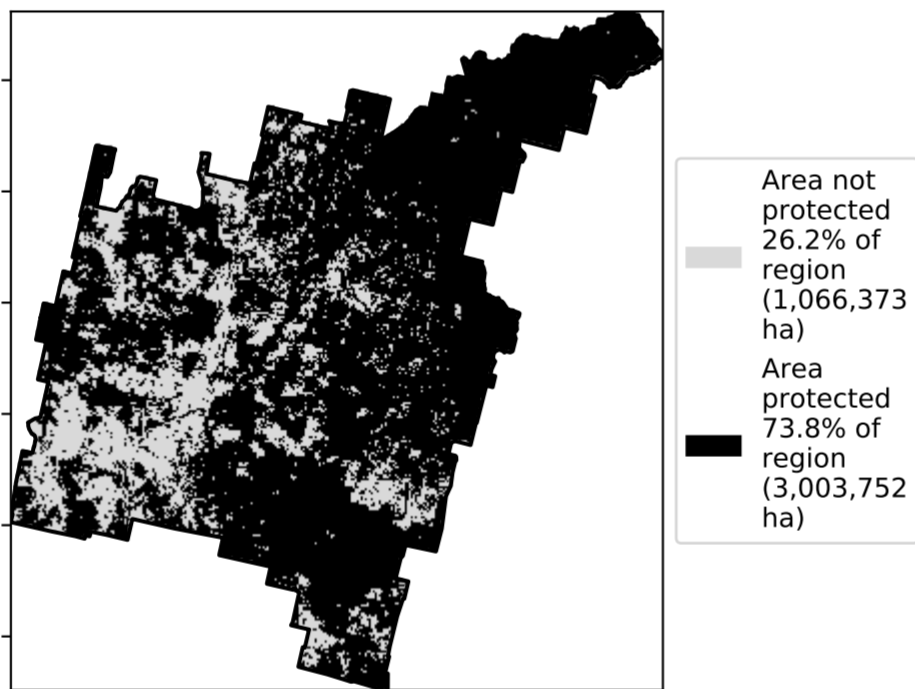 Area not
protected
26.2% of
region
(1,066,373
ha)
Area
protected
73.8% of
region
(3,003,752
ha)